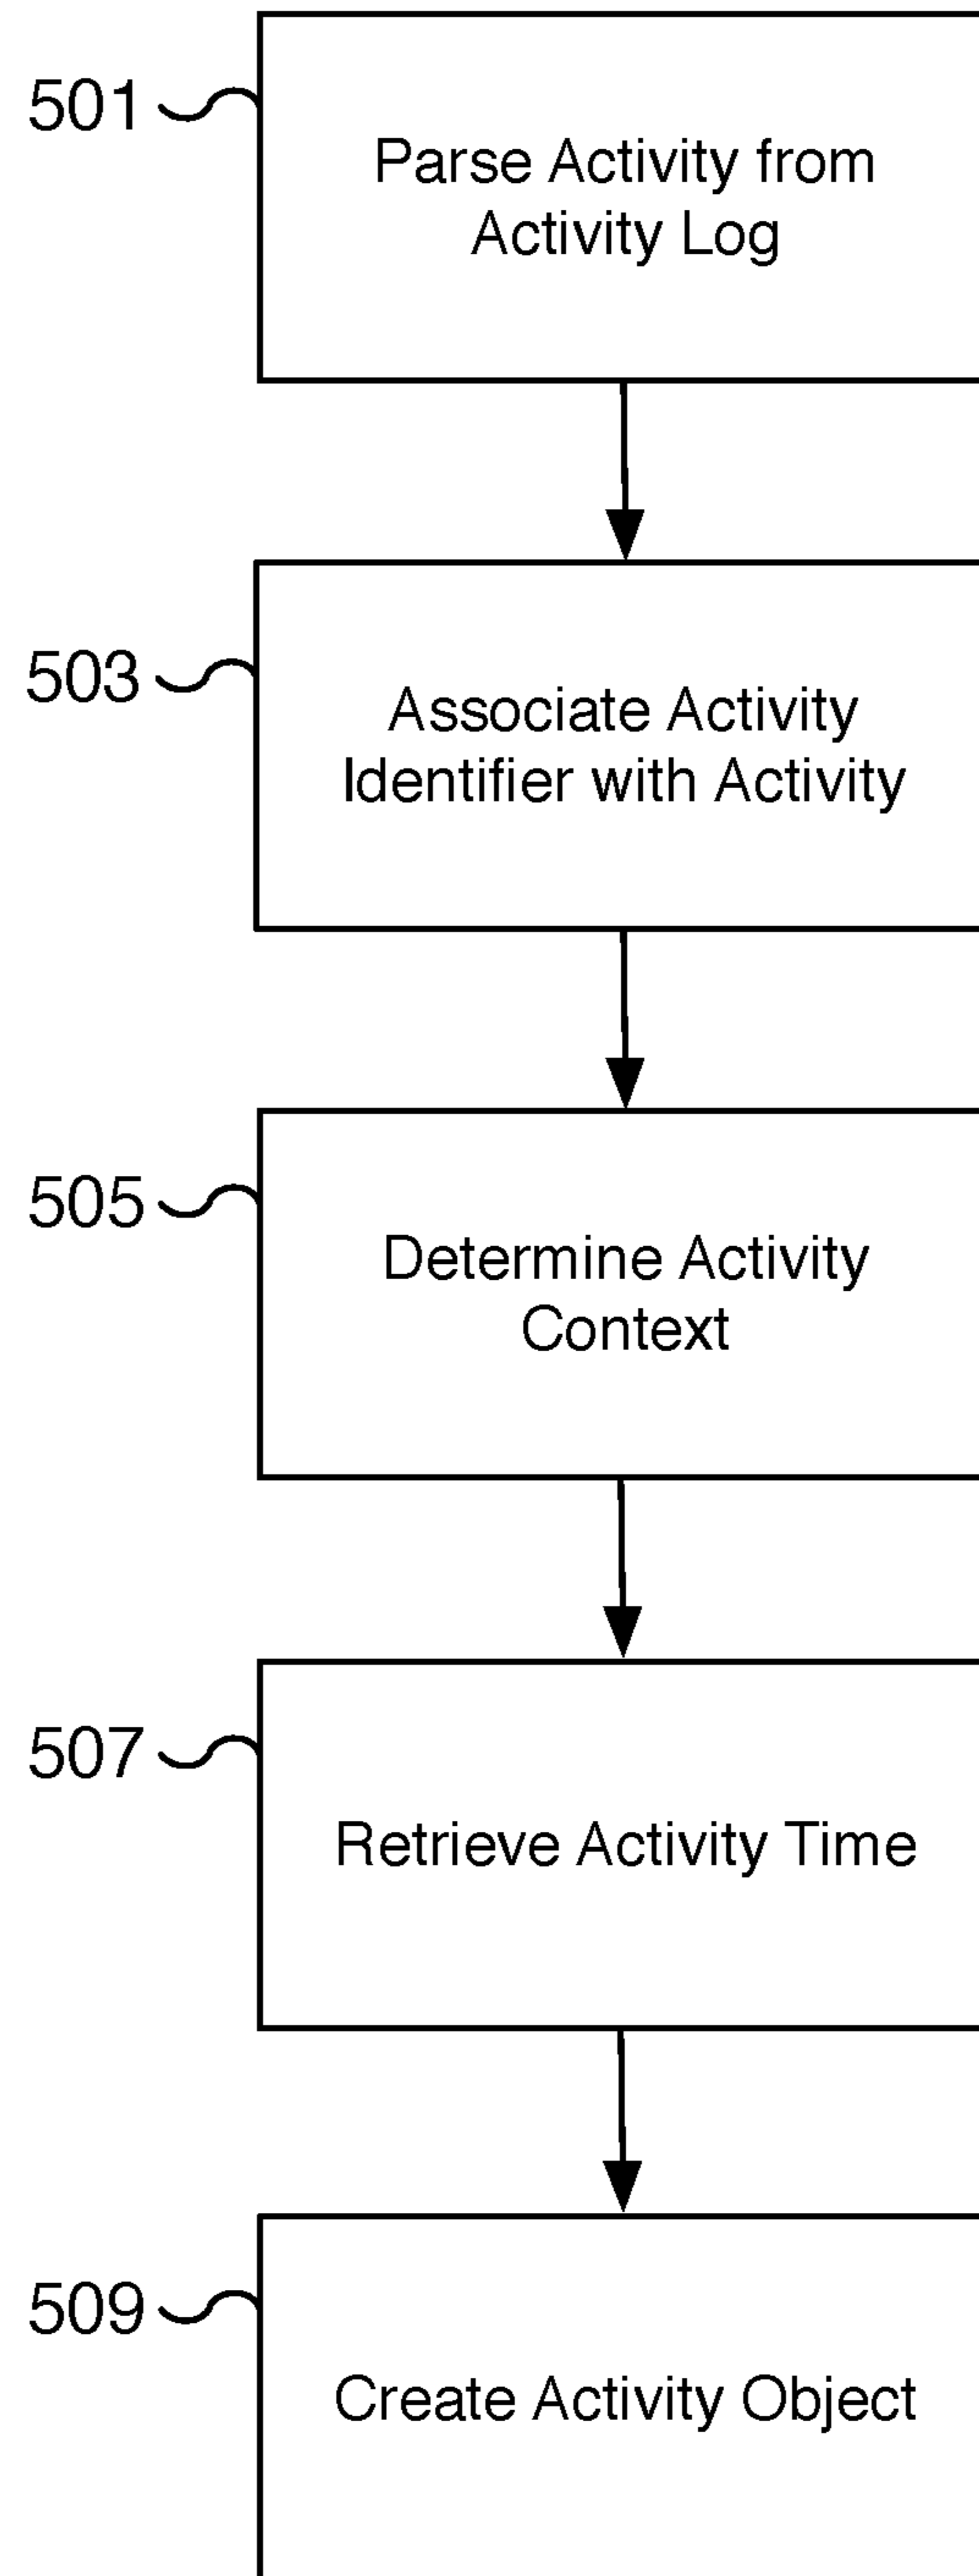 501
Parse Activity from
Activity Log
503
Associate Activity
Identifier with Activity
505
Determine Activity
Context
507
Retrieve Activity Time
509
Create Activity Object